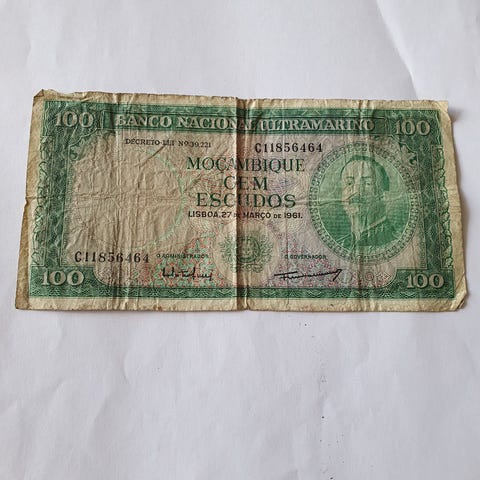 100 BANCO NACIONAL ULTRAMARINO 100
DECRETO-LEI Nº 39.221 C11856464
MOÇAMBIQUE
CEM
ESCUDOS
LISBOA, 27 DE MARÇO DE 1961.
C11856464 O ADMINISTRADOR O GOVERNADOR
100 100